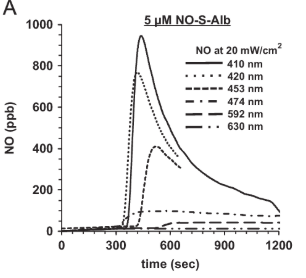 A
5 µM NO-S-Alb
NO at 20 mW/cm²
410 nm
420 nm
453 nm
474 nm
592 nm
630 nm
NO (ppb)
1000
800
600
400
200
0
0 300 600 900 1200
time (sec)